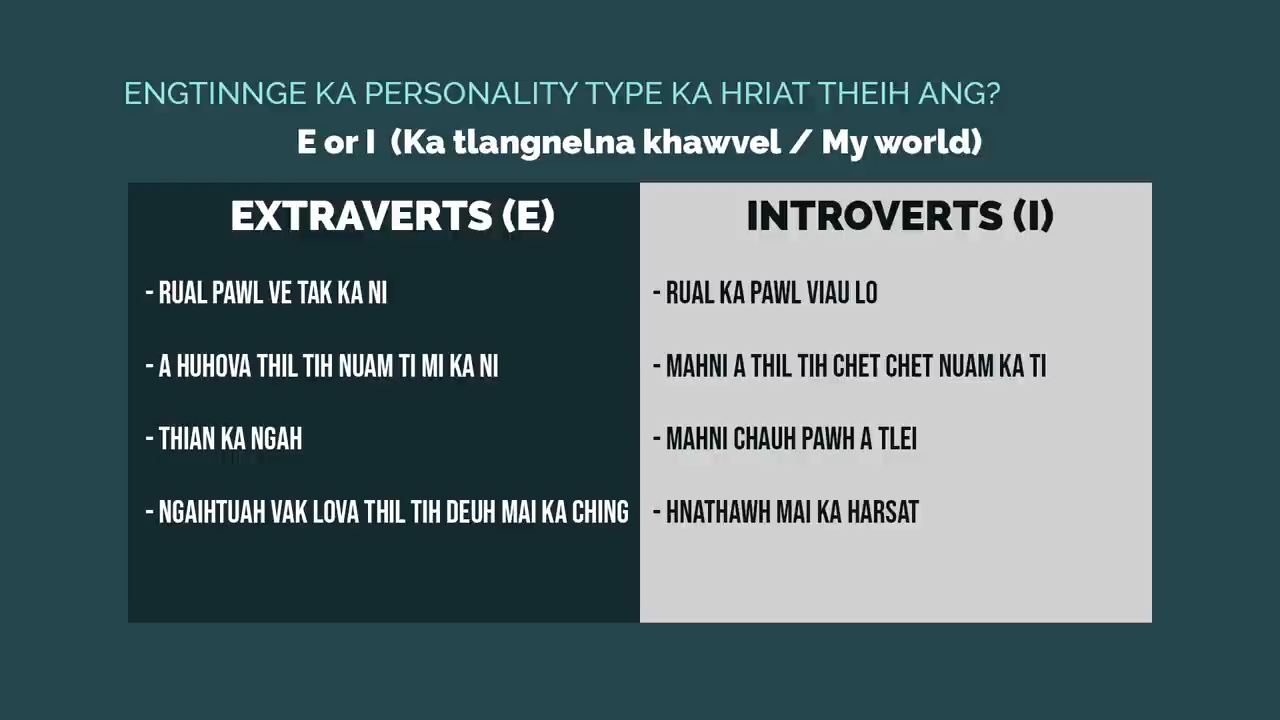 ENGTINNGE KA PERSONALITY TYPE KA HRIAT THEIH ANG?
E or I (Ka tlangnelna khawvel / My world)
EXTRAVERTS (E)
- RUAL PAWL VE TAK KA NI
- A HUHOVA THIL TIH NUAM TI MI KA NI
- THIAN KA NGAH
- NGAIHTUAH VAK LOVA THIL TIH DEUH MAI KA CHING
INTROVERTS (I)
- RUAL KA PAWL VIAU LO
- MAHNI A THIL TIH CHET CHET NUAM KA TI
- MAHNI CHAUH PAWH A TLEI
- HNATHAWH MAI KA HARSAT